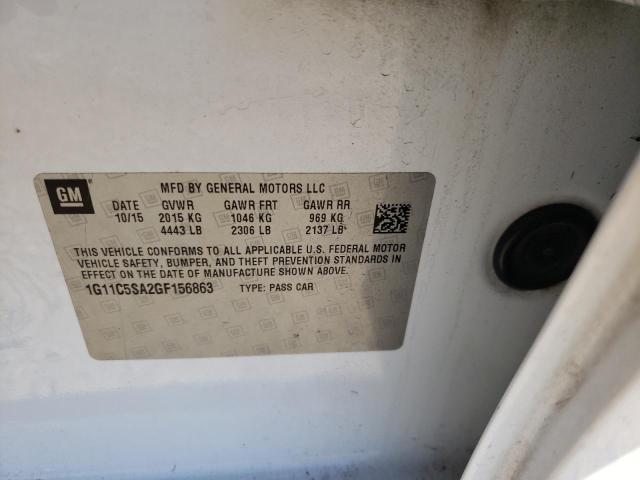 GM
MFD BY GENERAL MOTORS LLC
DATE GVWR GAWR FRT GAWR RR
10/15 2015 KG 1046 KG 969 KG
4443 LB 2306 LB 2137 LB
THIS VEHICLE CONFORMS TO ALL APPLICABLE U.S. FEDERAL MOTOR
VEHICLE SAFETY, BUMPER, AND THEFT PREVENTION STANDARDS IN
EFFECT ON THE DATE OF MANUFACTURE SHOWN ABOVE.
1G11C5SA2GF156863 TYPE: PASS CAR